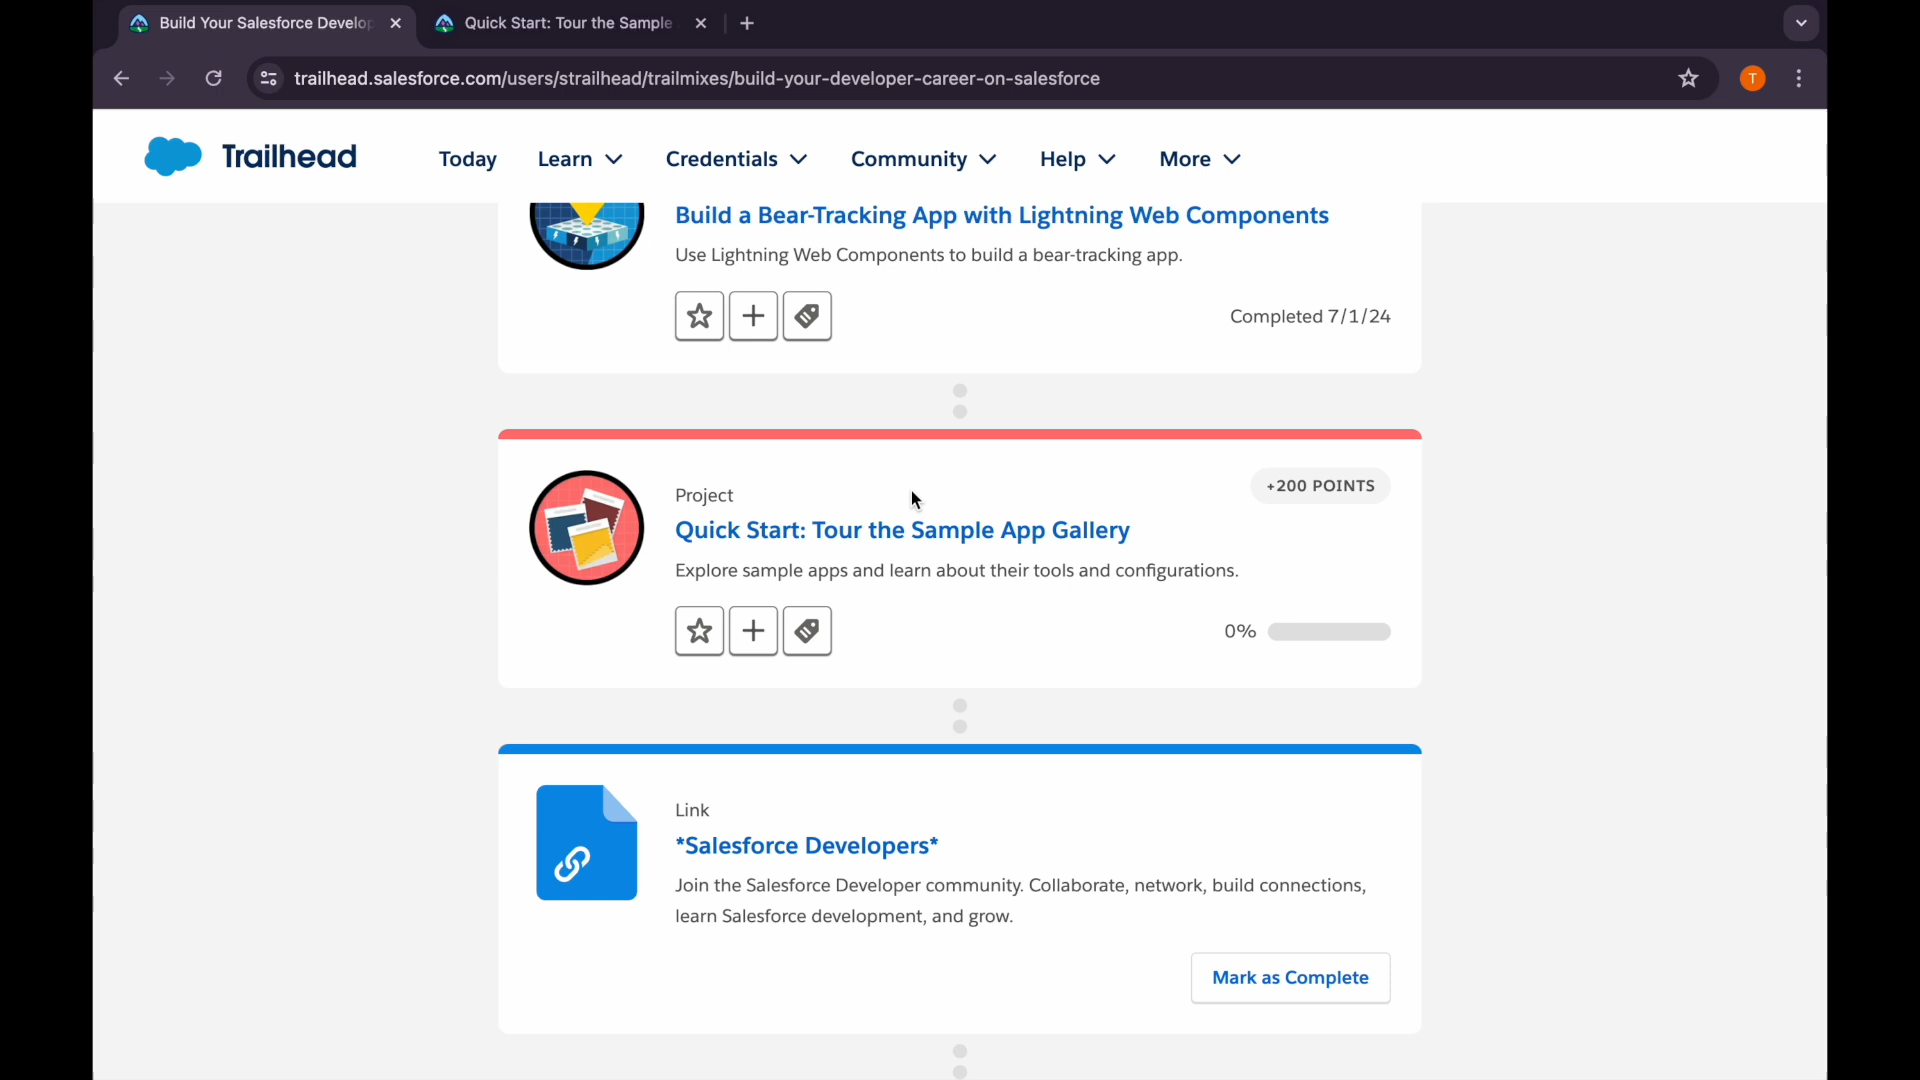 Build Your Salesforce Develop
Quick Start: Tour the Sample
trailhead.salesforce.com/users/strailhead/trailmixes/build-your-developer-career-on-salesforce
T
Trailhead
Today
Learn
Credentials
Community
Help
More
Build a Bear-Tracking App with Lightning Web Components
Use Lightning Web Components to build a bear-tracking app.
Completed 7/1/24
Project
+200 POINTS
Quick Start: Tour the Sample App Gallery
Explore sample apps and learn about their tools and configurations.
0%
Link
*Salesforce Developers*
Join the Salesforce Developer community. Collaborate, network, build connections,
learn Salesforce development, and grow.
Mark as Complete